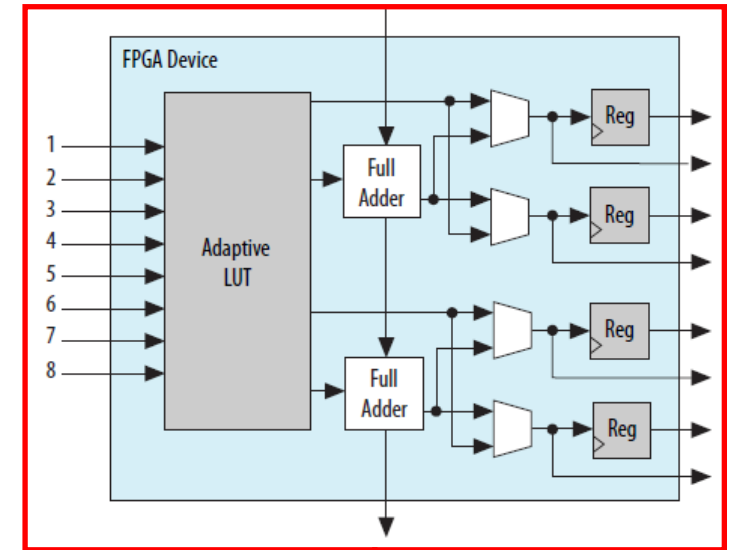 FPGA Device
1
2
3
4
5
6
7
8
Adaptive
LUT
Full
Adder
Full
Adder
Reg
Reg
Reg
Reg